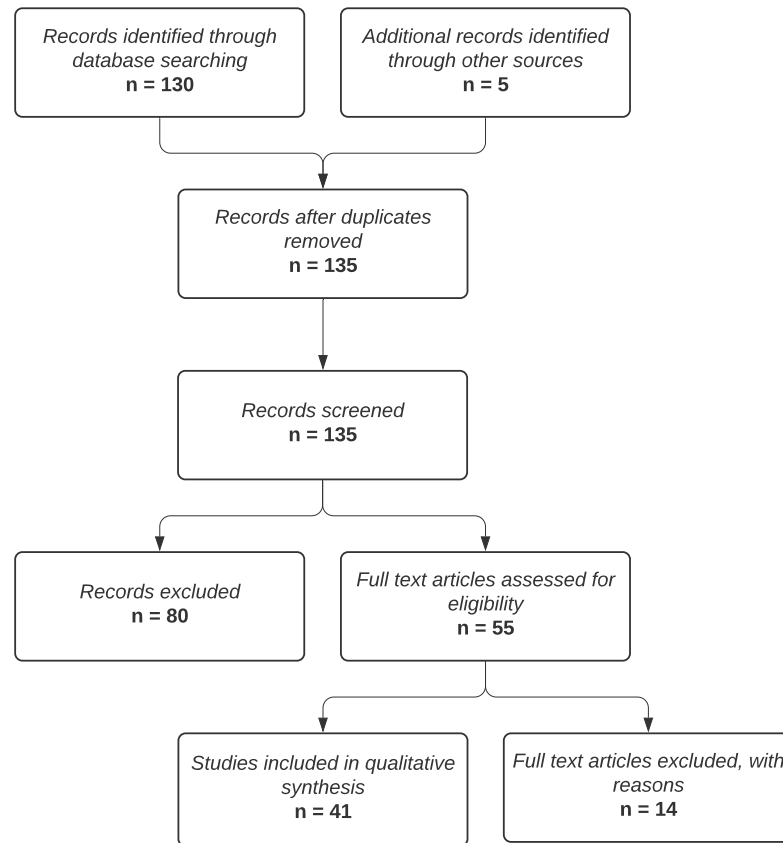 Records identified through
database searching
n = 130
Additional records identified
through other sources
n = 5
Records after duplicates
removed
n = 135
Records screened
n = 135
Records excluded
n = 80
Full text articles assessed for
eligibility
n = 55
Studies included in qualitative
synthesis
n = 41
Full text articles excluded, with
reasons
n = 14